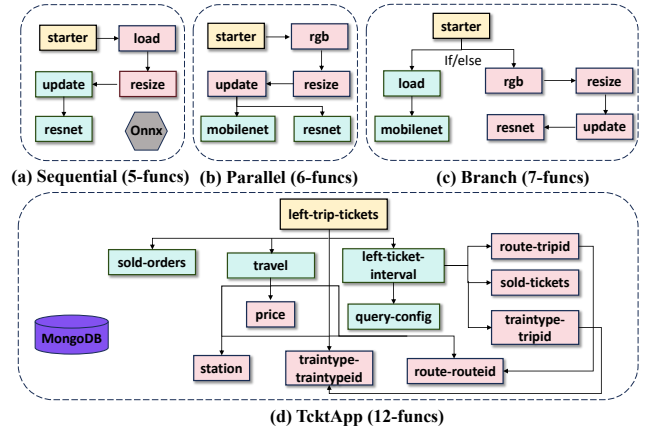 starter
load
update
resize
resnet
Onnx
(a) Sequential (5-funcs)
starter
rgb
update
resize
mobilenet
resnet
(b) Parallel (6-funcs)
starter
If/else
load
rgb
resize
mobilenet
resnet
update
(c) Branch (7-funcs)
left-trip-tickets
sold-orders
travel
left-ticket-
interval
route-tripid
sold-tickets
price
query-config
traintype-
tripid
MongoDB
station
traintype-
traintypeid
route-routeid
(d) TcktApp (12-funcs)